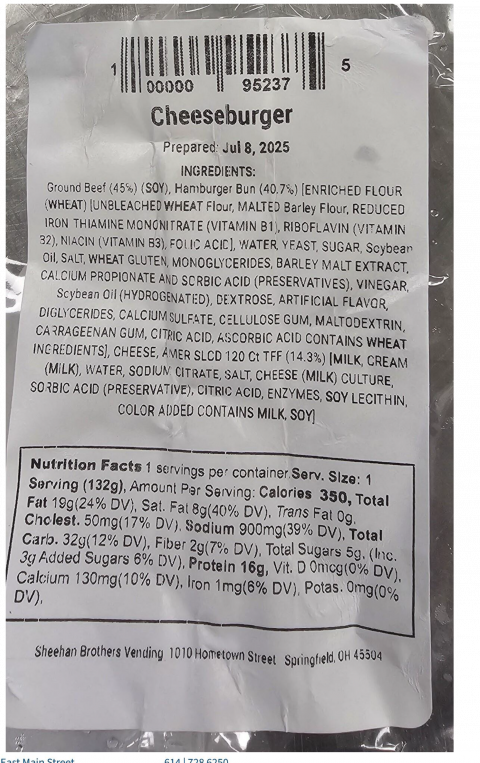 1 00000 95237 5
Cheeseburger
Prepared: Jul 8, 2025
INGREDIENTS:
Ground Beef (45%) (SOY), Hamburger Bun (40.7%) [ENRICHED FLOUR
(WHEAT) [UNBLEACHED WHEAT Flour, MALTED Barley Flour, REDUCED
IRON THIAMINE MONONITRATE (VITAMIN B1), RIBOFLAVIN (VITAMIN
B2), NIACIN (VITAMIN B3), FOLIC ACID], WATER, YEAST, SUGAR, Soybean
Oil, SALT, WHEAT GLUTEN, MONOGLYCERIDES, BARLEY MALT EXTRACT,
CALCIUM PROPIONATE AND SORBIC ACID (PRESERVATIVES), VINEGAR,
Soybean Oil (HYDROGENATED), DEXTROSE, ARTIFICIAL FLAVOR,
DIGLYCERIDES, CALCIUM SULFATE, CELLULOSE GUM, MALTODEXTRIN,
CARRAGEENAN GUM, CITRIC ACID, ASCORBIC ACID CONTAINS WHEAT
INGREDIENTS], CHEESE, AMER SLCD 120 Ct TFF (14.3%) [MILK, CREAM
(MILK), WATER, SODIUM CITRATE, SALT, CHEESE (MILK) CULTURE,
SORBIC ACID (PRESERVATIVE), CITRIC ACID, ENZYMES, SOY LECITHIN,
COLOR ADDED CONTAINS MILK, SOY]
Nutrition Facts 1 servings per container. Serv. Size: 1
Serving (132g), Amount Per Serving: Calories 350, Total
Fat 19g(24% DV), Sat. Fat 8g(40% DV), Trans Fat 0g,
Cholest. 50mg(17% DV), Sodium 900mg(39% DV), Total
Carb. 32g(12% DV), Fiber 2g(7% DV), Total Sugars 5g, (Inc.
3g Added Sugars 6% DV), Protein 16g, Vit. D 0mcg(0% DV),
Calcium 130mg(10% DV), Iron 1mg(6% DV), Potas. 0mg(0%
DV),
Sheehan Brothers Vending 1010 Hometown Street Springfield, OH 45504
East Main Street 614 | 728 6250